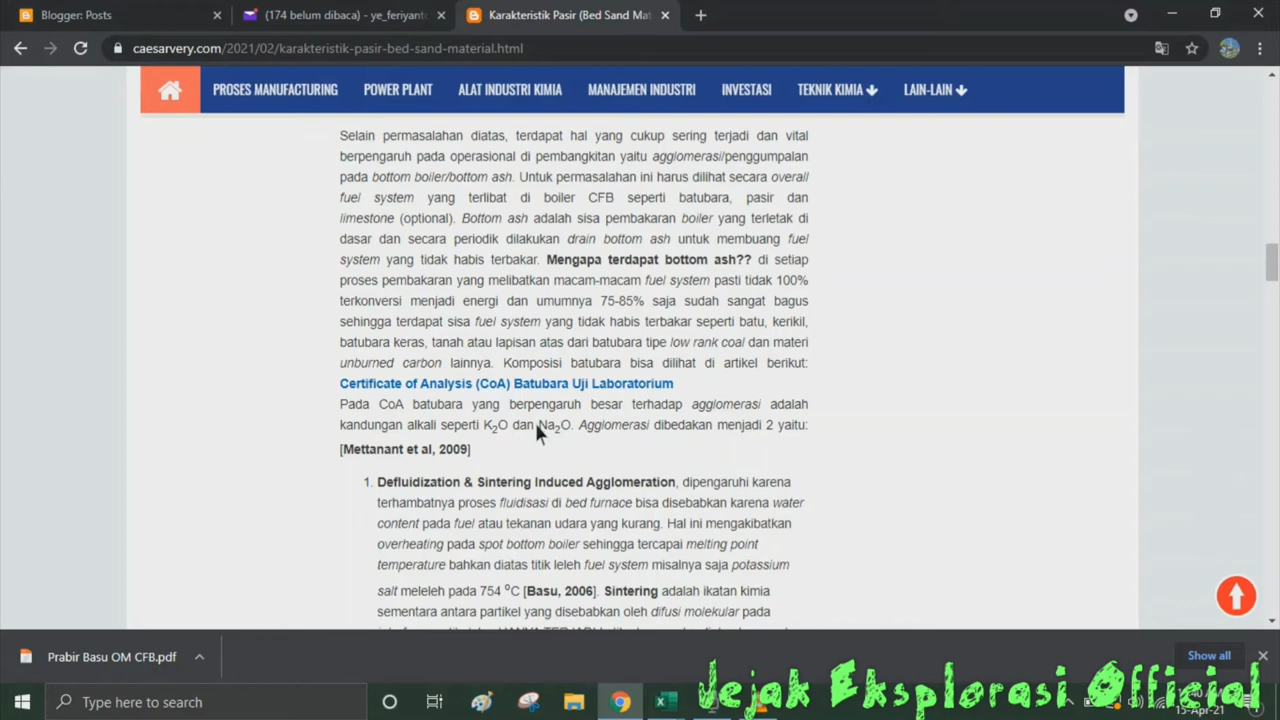 Blogger: Posts
(174 belum dibaca) - ye_feriyanto
Karakteristik Pasir (Bed Sand Mat
caesarvery.com/2021/02/karakteristik-pasir-bed-sand-material.html
PROSES MANUFACTURING POWER PLANT ALAT INDUSTRI KIMIA MANAJEMEN INDUSTRI INVESTASI TEKNIK KIMIA LAIN-LAIN
Selain permasalahan diatas, terdapat hal yang cukup sering terjadi dan vital
berpengaruh pada operasional di pembangkitan yaitu agglomerasi/penggumpalan
pada bottom boiler/bottom ash. Untuk permasalahan ini harus dilihat secara overall
fuel system yang terlibat di boiler CFB seperti batubara, pasir dan
limestone (optional). Bottom ash adalah sisa pembakaran boiler yang terletak di
dasar dan secara periodik dilakukan drain bottom ash untuk membuang fuel
system yang tidak habis terbakar. Mengapa terdapat bottom ash?? di setiap
proses pembakaran yang melibatkan macam-macam fuel system pasti tidak 100%
terkonversi menjadi energi dan umumnya 75-85% saja sudah sangat bagus
sehingga terdapat sisa fuel system yang tidak habis terbakar seperti batu, kerikil,
batubara keras, tanah atau lapisan atas dari batubara tipe low rank coal dan materi
unburned carbon lainnya. Komposisi batubara bisa dilihat di artikel berikut:
Certificate of Analysis (CoA) Batubara Uji Laboratorium
Pada CoA batubara yang berpengaruh besar terhadap agglomerasi adalah
kandungan alkali seperti K2O dan Na2O. Agglomerasi dibedakan menjadi 2 yaitu:
[Mettanant et al, 2009]
1. Defluidization & Sintering Induced Agglomeration, dipengaruhi karena
terhambatnya proses fluidisasi di bed furnace bisa disebabkan karena water
content pada fuel atau tekanan udara yang kurang. Hal ini mengakibatkan
overheating pada spot bottom boiler sehingga tercapai melting point
temperature bahkan diatas titik leleh fuel system misalnya saja potassium
salt meleleh pada 754 ºC [Basu, 2006]. Sintering adalah ikatan kimia
sementara antara partikel yang disebabkan oleh difusi molekular pada
Prabir Basu OM CFB.pdf
Show all
Type here to search
Jejak Eksplorasi Official
15-Apr-21